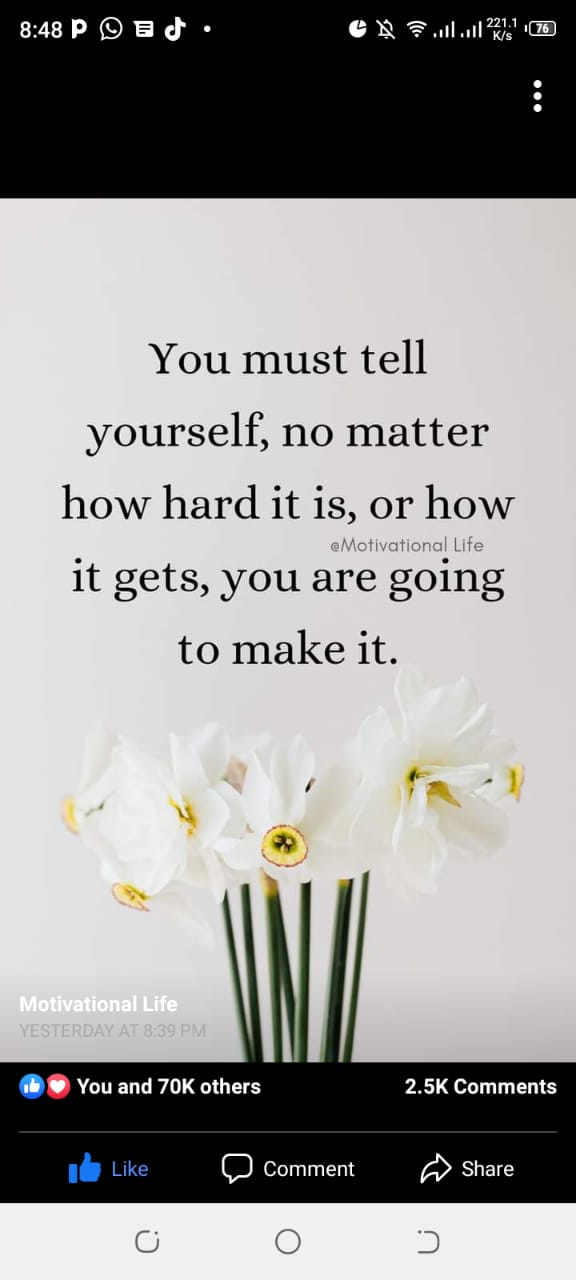 8:48
221.1
K/s
76
You must tell
yourself, no matter
how hard it is, or how
@Motivational Life
it gets, you are going
to make it.
Motivational Life
YESTERDAY AT 8:39 PM
You and 70K others
2.5K Comments
Like
Comment
Share